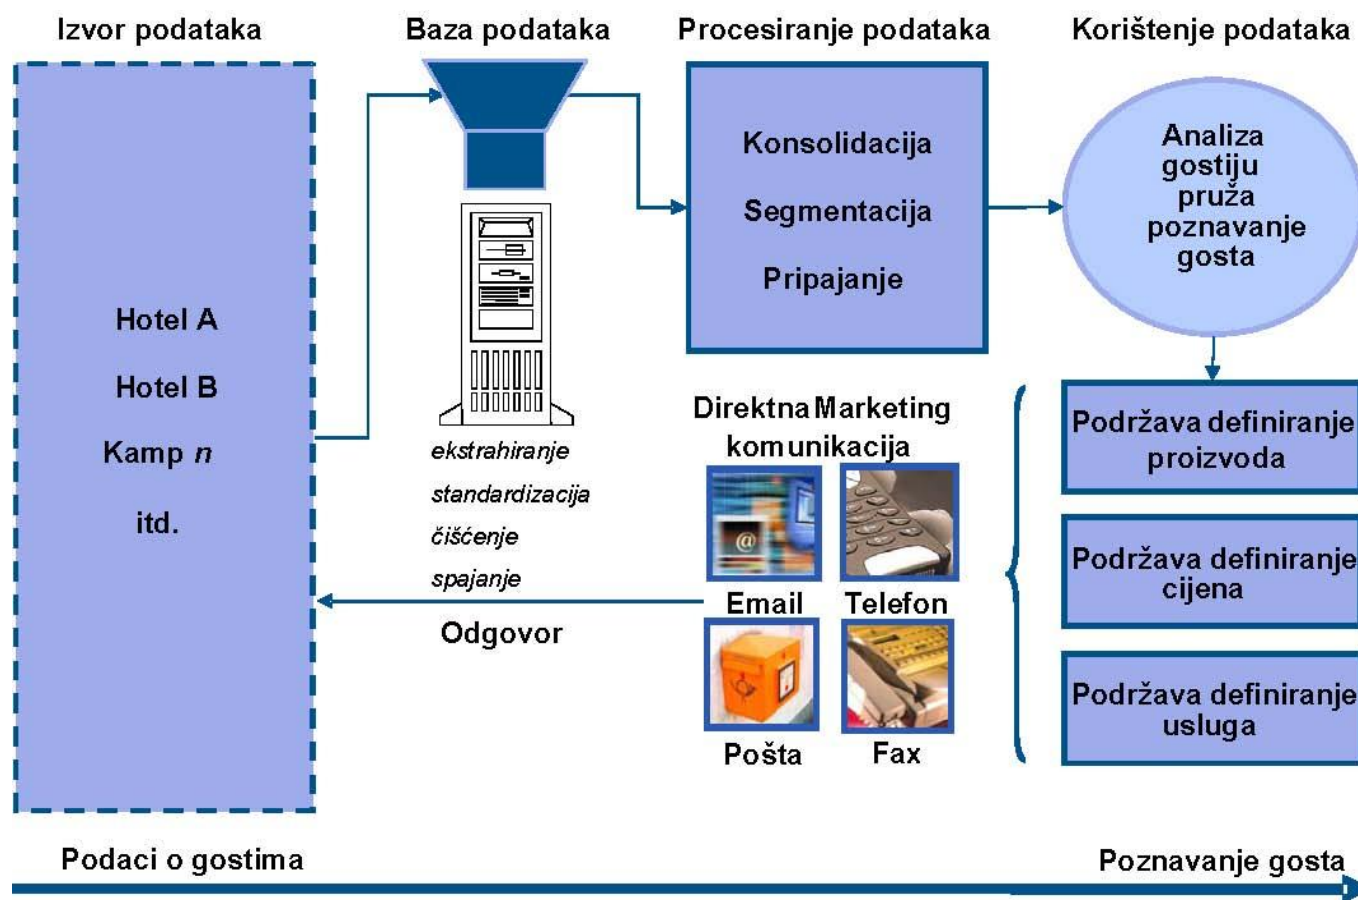 Izvor podataka
Baza podataka
Procesiranje podataka
Korištenje podataka
Hotel A
Hotel B
Kamp n
itd.
ekstrahiranje
standardizacija
čišćenje
spajanje
Odgovor
Konsolidacija
Segmentacija
Pripajanje
Direktna Marketing
komunikacija
@
Email
Telefon
Pošta
Fax
Analiza
gostiju
pruža
poznavanje
gosta
Podržava definiranje
proizvoda
Podržava definiranje
cijena
Podržava definiranje
usluga
Podaci o gostima
Poznavanje gosta